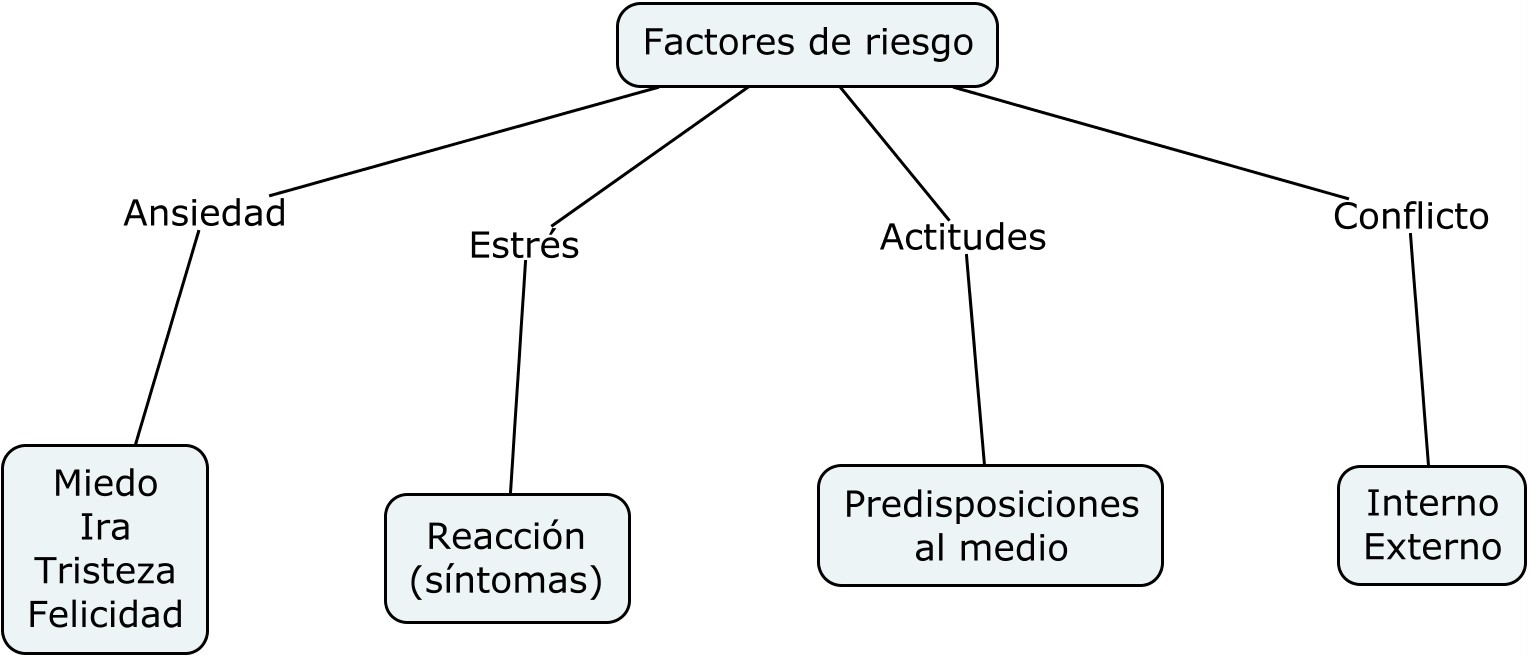 Factores de riesgo
Ansiedad
Estrés
Actitudes
Conflicto
Miedo
Ira
Tristeza
Felicidad
Reacción
(síntomas)
Predisposiciones
al medio
Interno
Externo